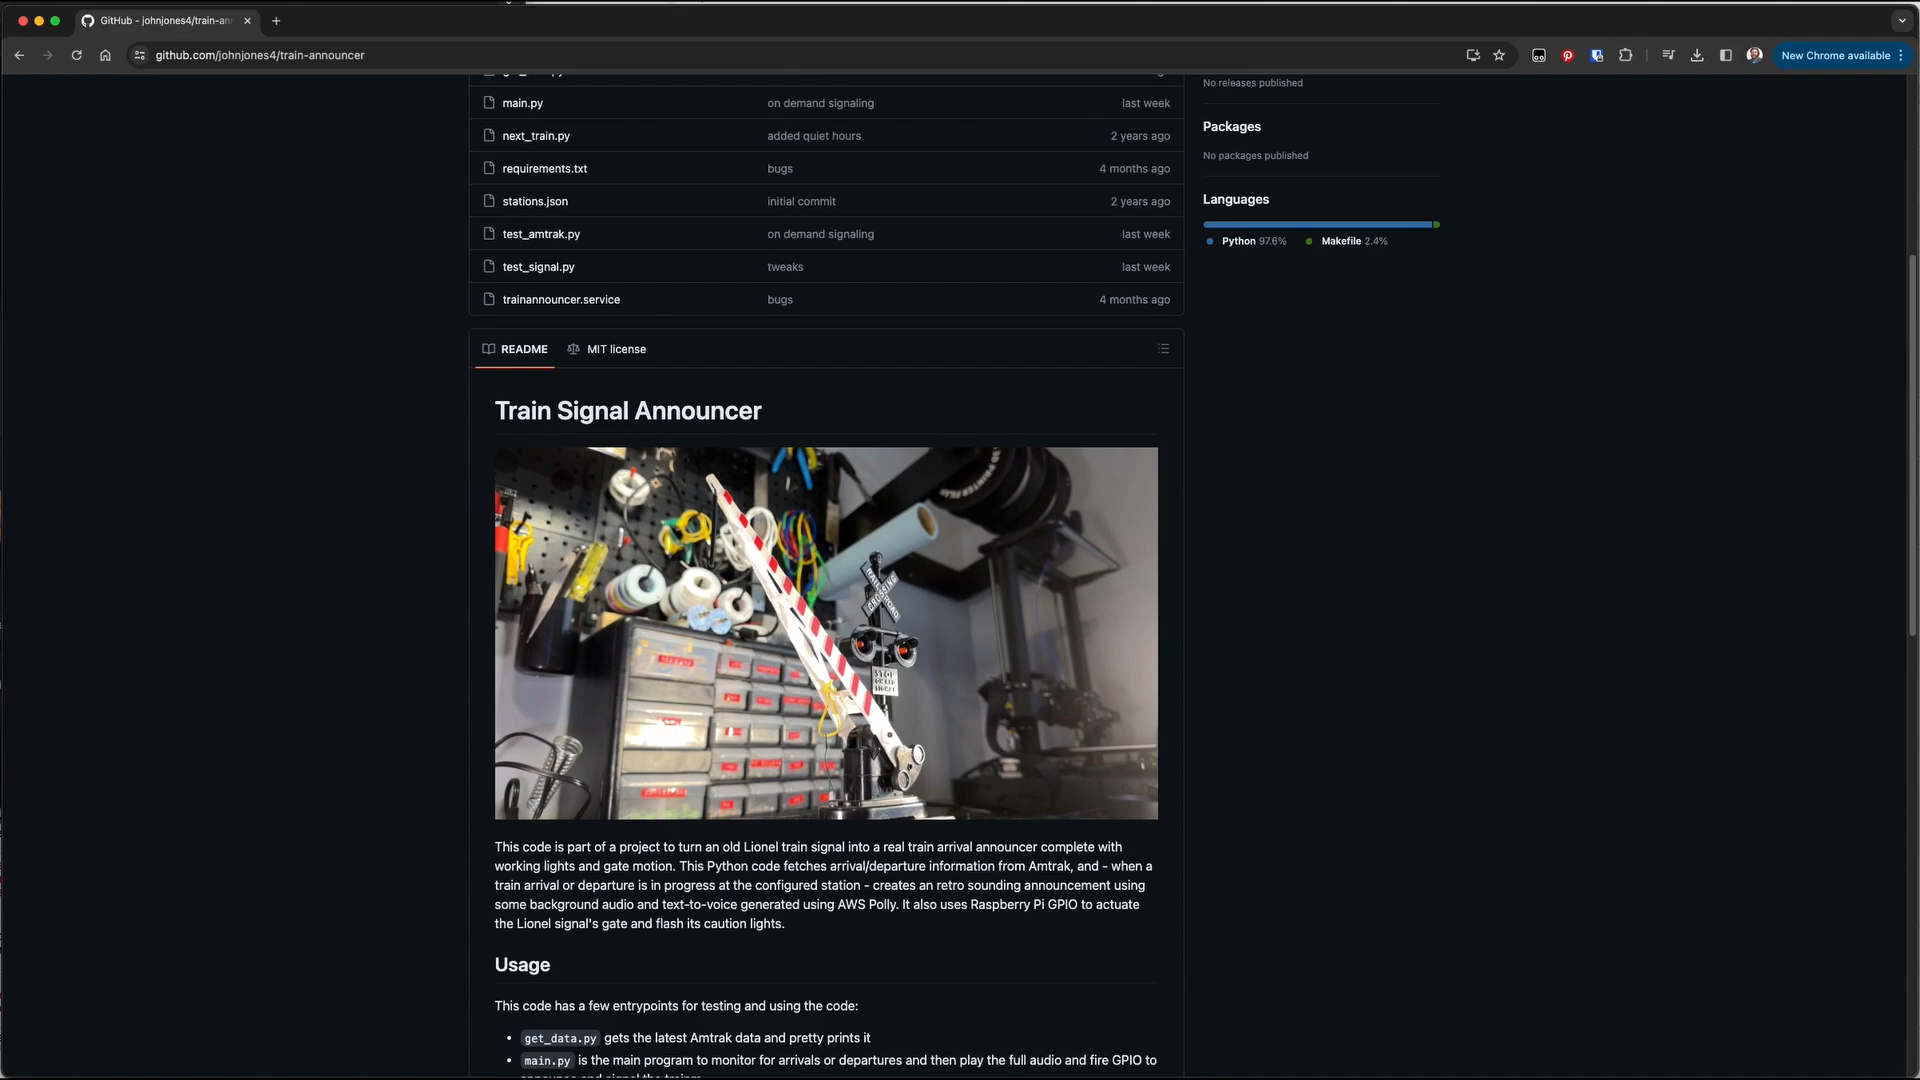 GitHub - johnjones4/train-an
github.com/johnjones4/train-announcer
New Chrome available
No releases published
main.py on demand signaling last week
Packages
next_train.py added quiet hours 2 years ago
No packages published
requirements.txt bugs 4 months ago
stations.json initial commit 2 years ago
Languages
test_amtrak.py on demand signaling last week
Python 97.6% Makefile 2.4%
test_signal.py tweaks last week
trainannouncer.service bugs 4 months ago
README MIT license
Train Signal Announcer
RAIL ROAD
CROSSING
STOP
ON RED
SIGNAL
This code is part of a project to turn an old Lionel train signal into a real train arrival announcer complete with
working lights and gate motion. This Python code fetches arrival/departure information from Amtrak, and - when a
train arrival or departure is in progress at the configured station - creates an retro sounding announcement using
some background audio and text-to-voice generated using AWS Polly. It also uses Raspberry Pi GPIO to actuate
the Lionel signal's gate and flash its caution lights.
Usage
This code has a few entrypoints for testing and using the code:
• get_data.py gets the latest Amtrak data and pretty prints it
• main.py is the main program to monitor for arrivals or departures and then play the full audio and fire GPIO to